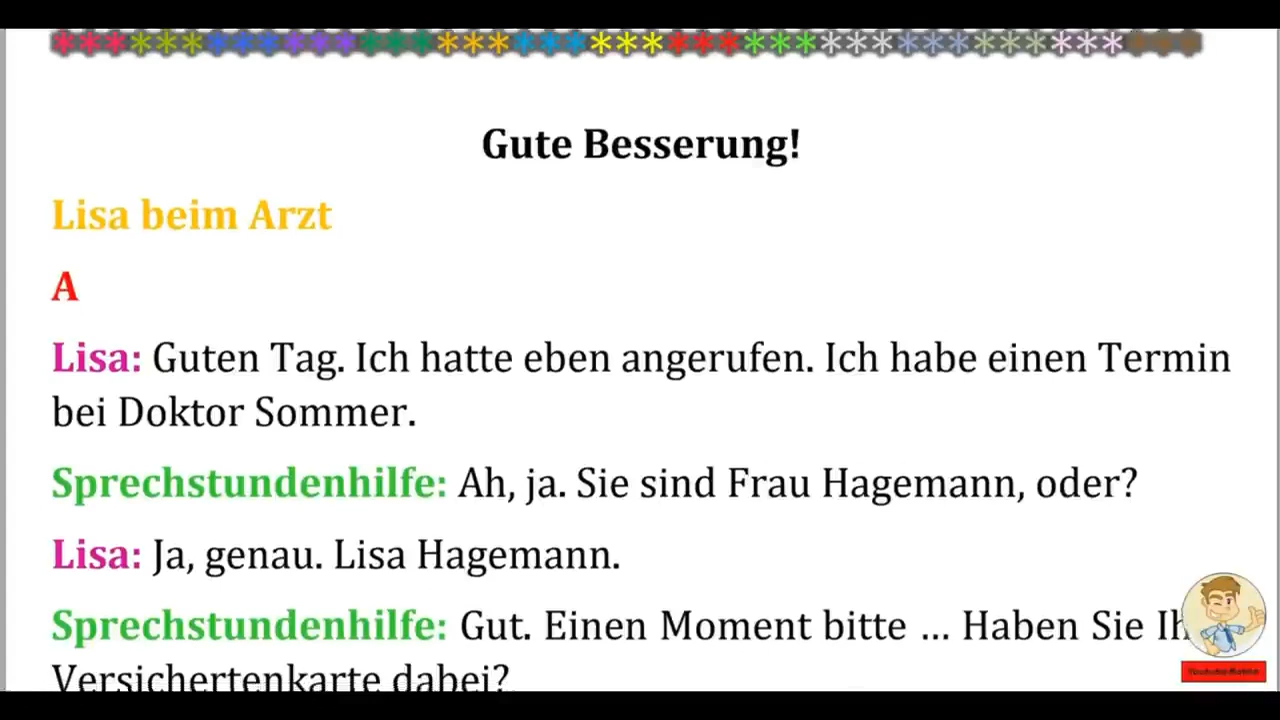 Gute Besserung!
Lisa beim Arzt
A
Lisa: Guten Tag. Ich hatte eben angerufen. Ich habe einen Termin
bei Doktor Sommer.
Sprechstundenhilfe: Ah, ja. Sie sind Frau Hagemann, oder?
Lisa: Ja, genau. Lisa Hagemann.
Sprechstundenhilfe: Gut. Einen Moment bitte ... Haben Sie Ih
Versichertenkarte dabei?